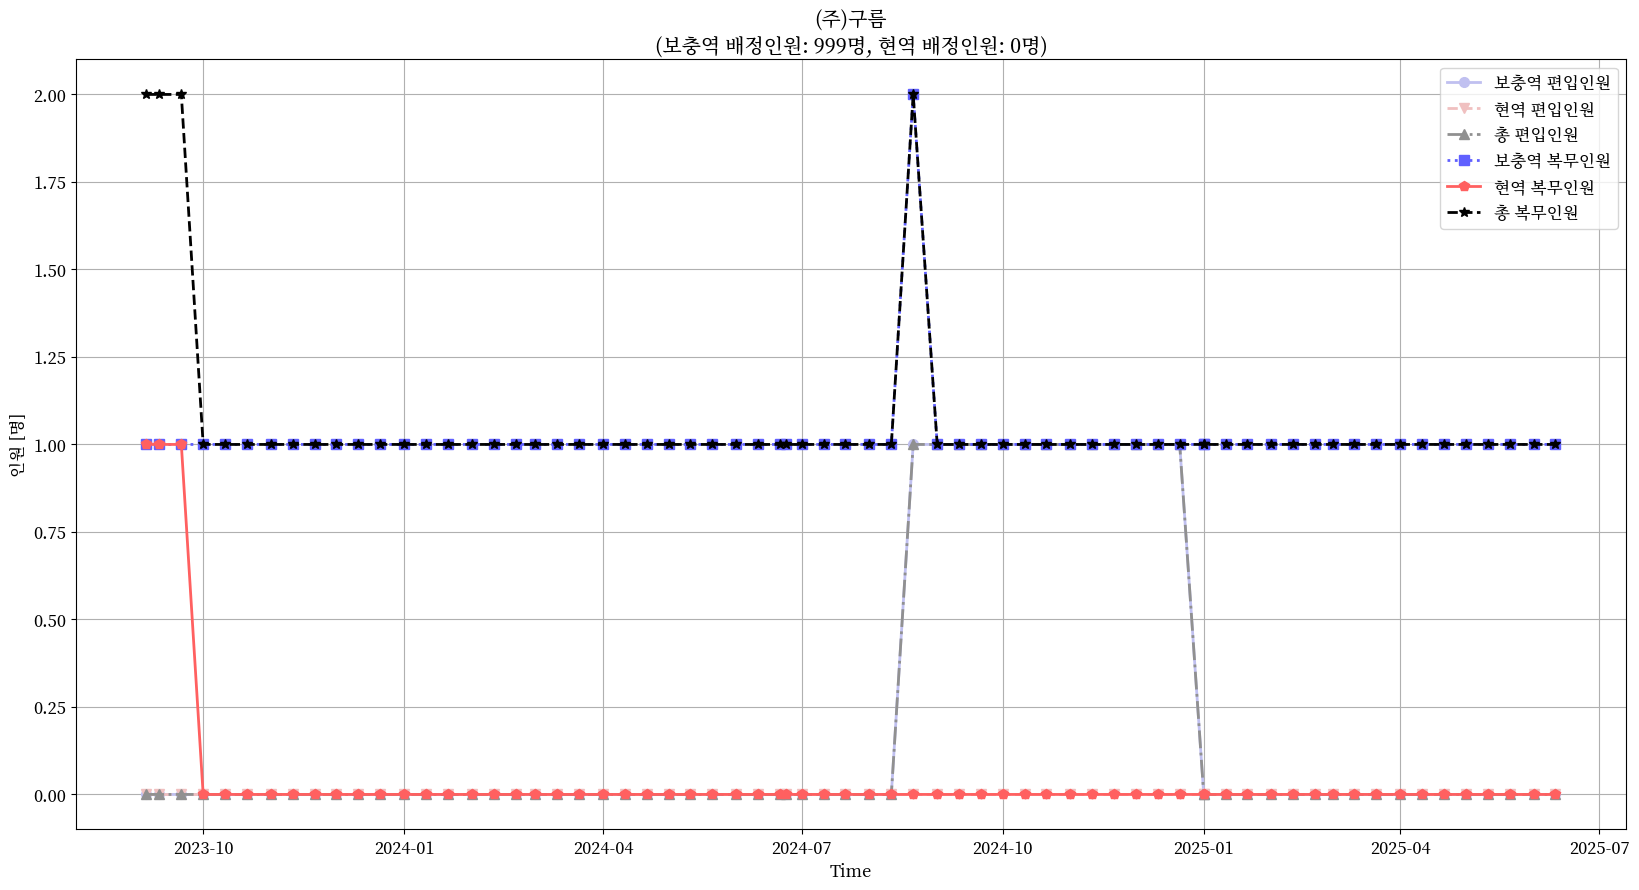 (주)구름
(보충역 배정인원: 999명, 현역 배정인원: 0명)
보충역 편입인원
현역 편입인원
총 편입인원
보충역 복무인원
현역 복무인원
총 복무인원
인원 [명]
2.00
1.75
1.50
1.25
1.00
0.75
0.50
0.25
0.00
2023-10
2024-01
2024-04
2024-07
2024-10
2025-01
2025-04
2025-07
Time